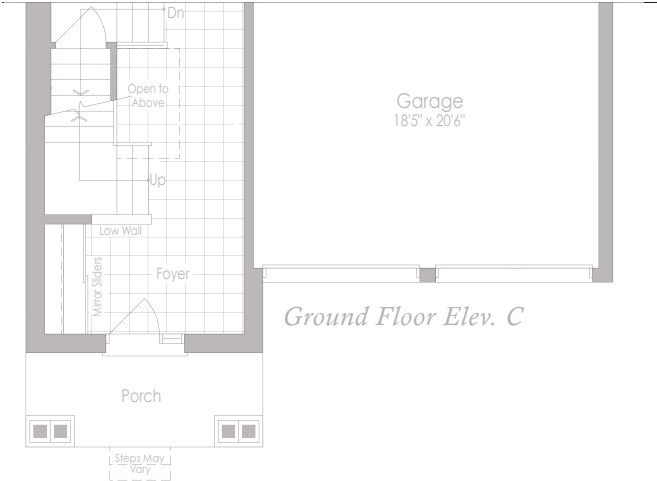 Dn
Open to
Above
Garage
18'5" x 20'6"
Up
Low Wall
Mirror Sliders
Foyer
Ground Floor Elev. C
Porch
Steps May
Vary